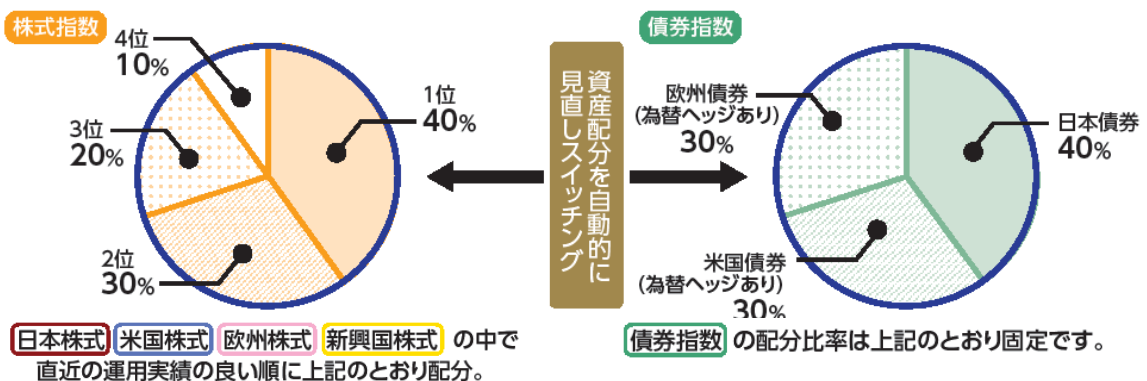 株式指数
4位
10%
1位
40%
3位
20%
2位
30%
日本株式 米国株式 欧州株式 新興国株式 の中で
直近の運用実績の良い順に上記のとおり配分。
資産配分を自動的に
見直しスイッチング
債券指数
欧州債券
(為替ヘッジあり)
30%
日本債券
40%
米国債券
(為替ヘッジあり)
30%
債券指数 の配分比率は上記のとおり固定です。